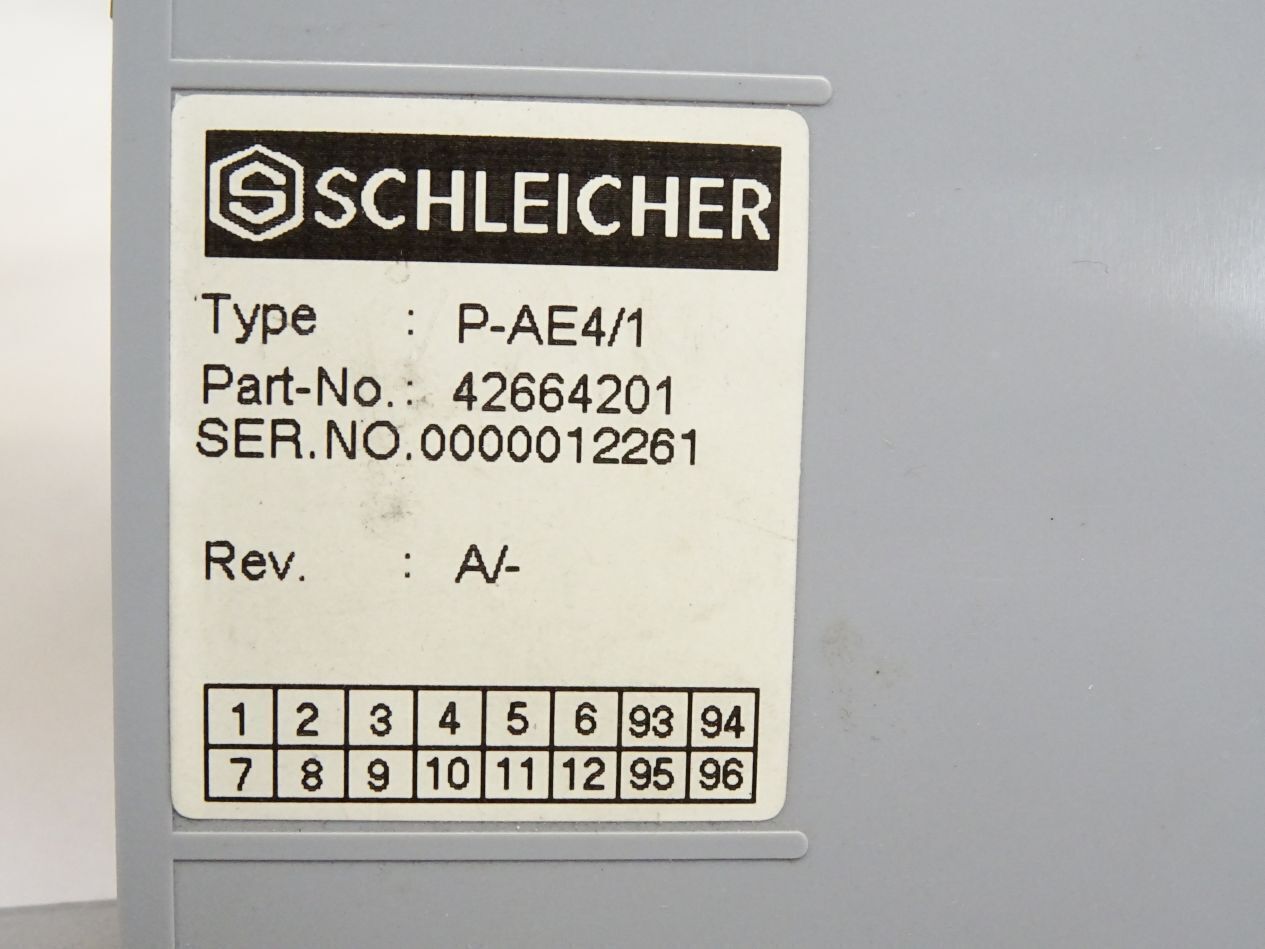 SCHLEICHER
Type : P-AE4/1
Part-No.: 42664201
SER.NO.0000012261
Rev. : A/-
1 2 3 4 5 6 93 94
7 8 9 10 11 12 95 96